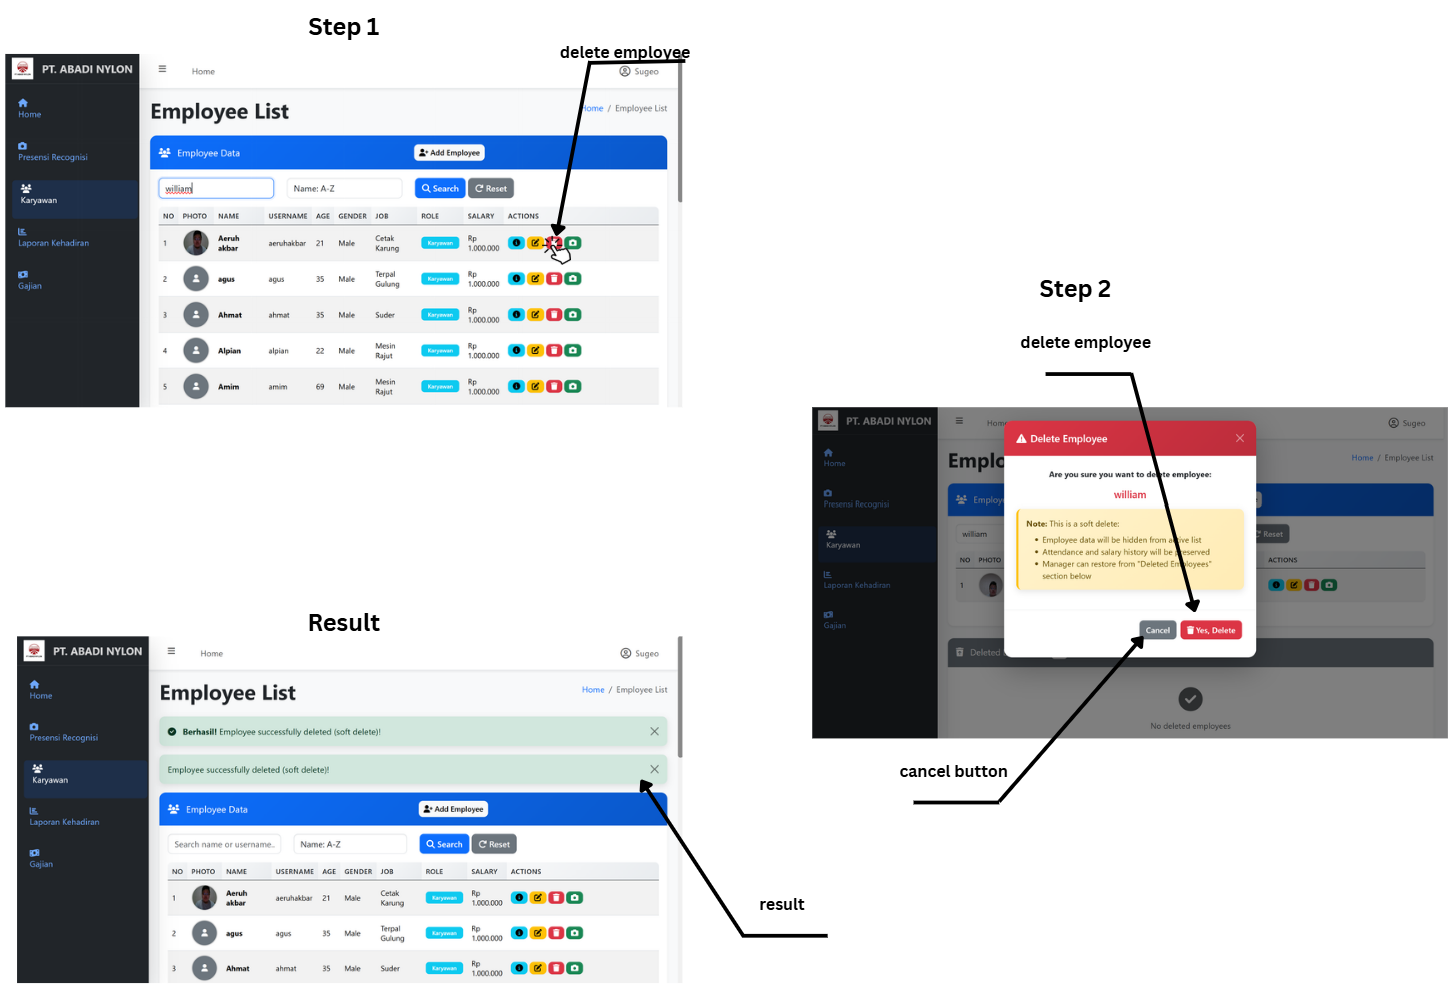 Step 1
delete employee
PT. ABADI NYLON
Home
Sugeo
Home
Presensi Recognisi
Karyawan
Laporan Kehadiran
Gajian
Employee List
Home / Employee List
Employee Data
Add Employee
william
Name: A-Z
Search
Reset
NO PHOTO NAME USERNAME AGE GENDER JOB ROLE SALARY ACTIONS
1 Aeruh akbar aeruhakbar 21 Male Cetak Karung Karyawan Rp 1.000.000
2 agus agus 35 Male Terpal Gulung Karyawan Rp 1.000.000
3 Ahmat ahmat 35 Male Suder Karyawan Rp 1.000.000
4 Alpian alpian 22 Male Mesin Rajut Karyawan Rp 1.000.000
5 Amim amim 69 Male Mesin Rajut Karyawan Rp 1.000.000
Step 2
delete employee
PT. ABADI NYLON
Hom
Sugeo
Home
Presensi Recognisi
Karyawan
Laporan Kehadiran
Gajian
Emplo
Home / Employee List
Employ
william
Reset
NO PHOTO
ACTIONS
1
Delete Employee
Are you sure you want to delete employee:
william
Note: This is a soft delete:
Employee data will be hidden from active list
Attendance and salary history will be preserved
Manager can restore from "Deleted Employees"
section below
Cancel
Yes, Delete
Deleted
No deleted employees
cancel button
Result
PT. ABADI NYLON
Home
Sugeo
Home
Presensi Recognisi
Karyawan
Laporan Kehadiran
Gajian
Employee List
Home / Employee List
Berhasil! Employee successfully deleted (soft delete)!
Employee successfully deleted (soft delete)!
Employee Data
Add Employee
Search name or username..
Name: A-Z
Search
Reset
NO PHOTO NAME USERNAME AGE GENDER JOB ROLE SALARY ACTIONS
1 Aeruh akbar aeruhakbar 21 Male Cetak Karung Karyawan Rp 1.000.000
2 agus agus 35 Male Terpal Gulung Karyawan Rp 1.000.000
3 Ahmat ahmat 35 Male Suder Karyawan Rp 1.000.000
result